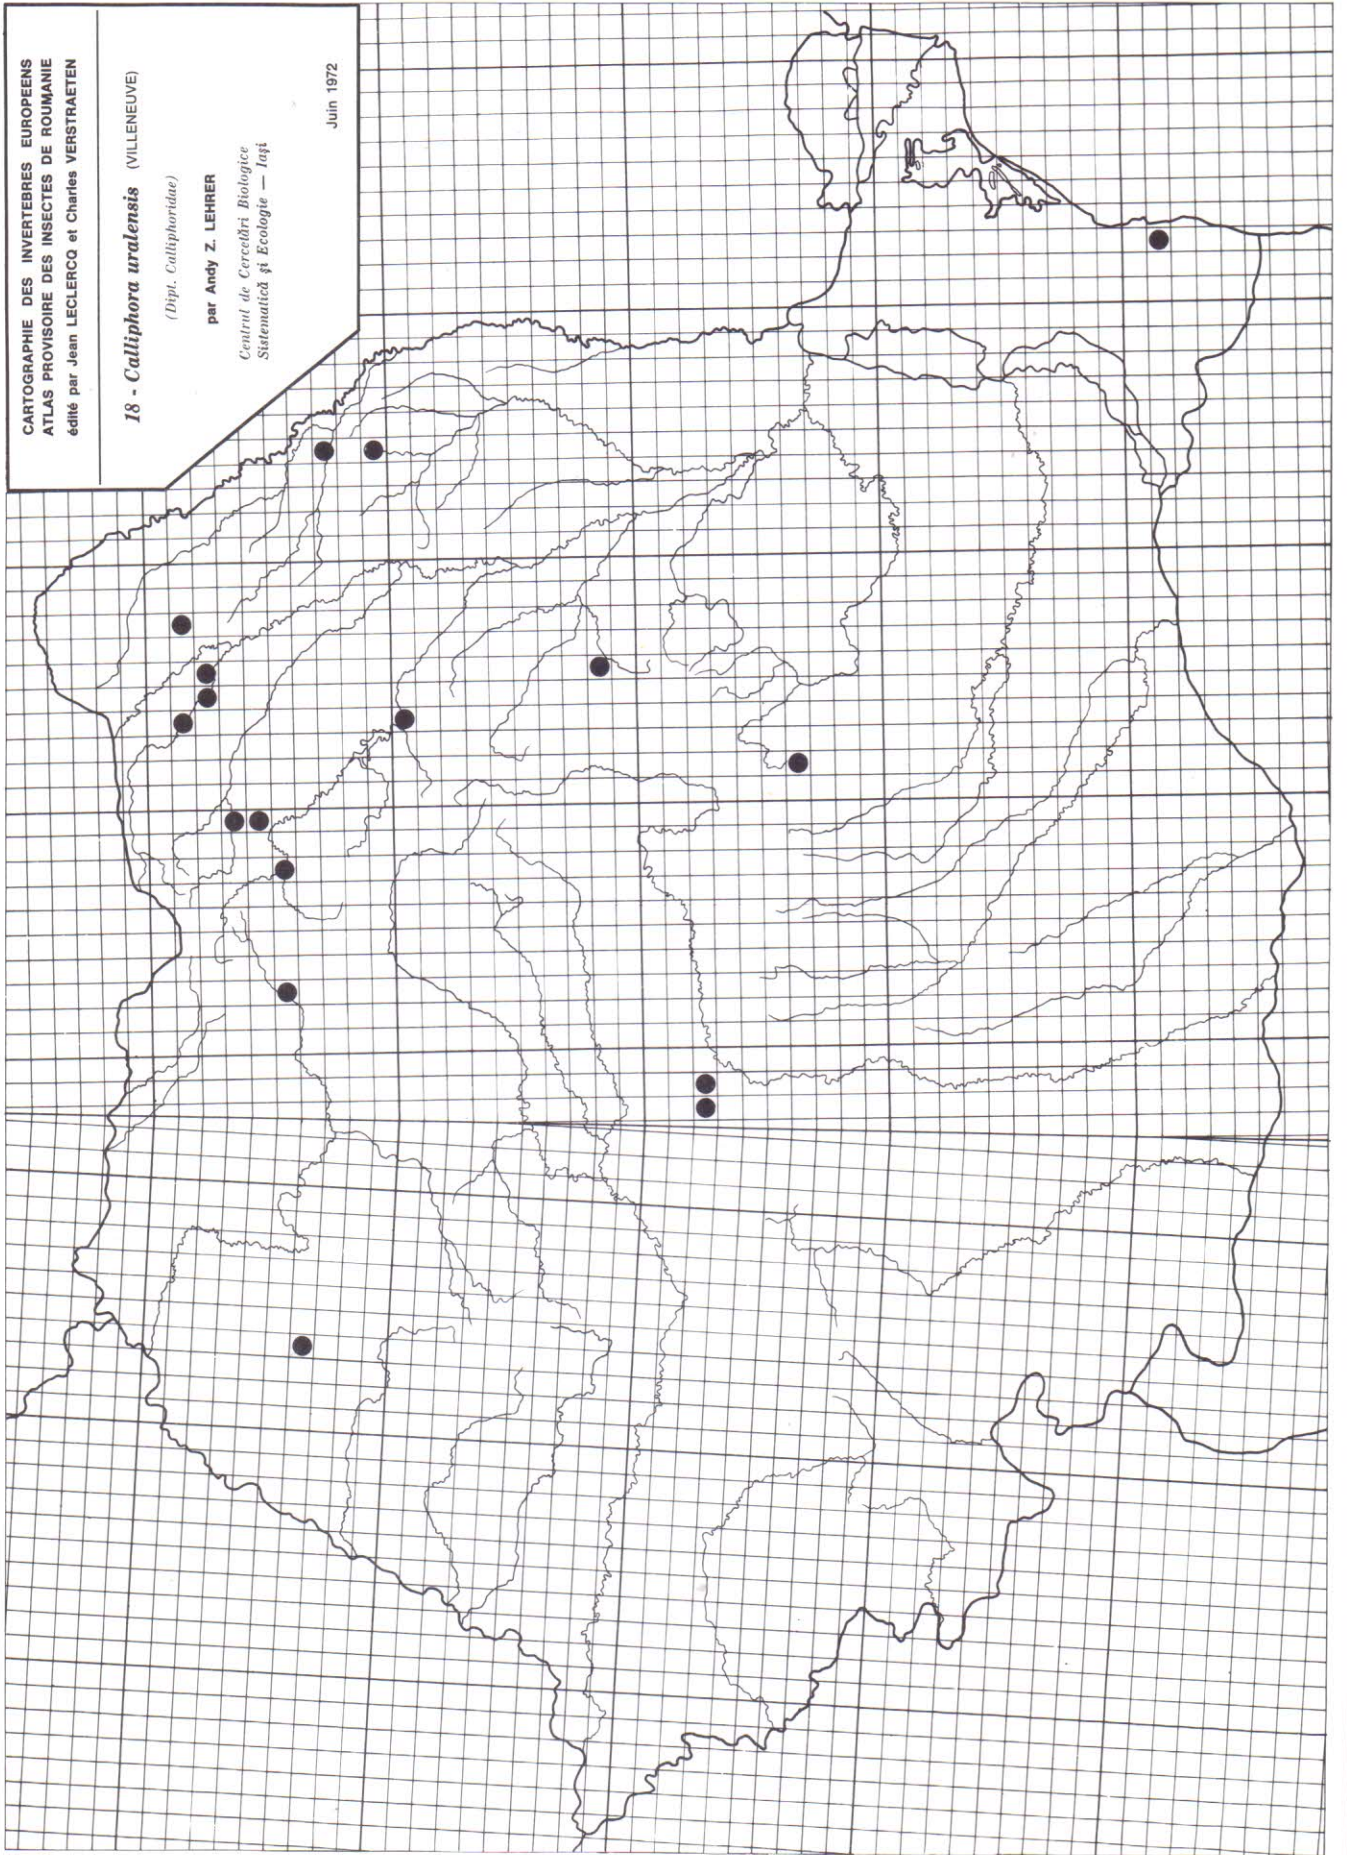 CARTOGRAPHIE DES INVERTEBRES EUROPEENS
ATLAS PROVISOIRE DES INSECTES DE ROUMANIE
édité par Jean LECLERCQ et Charles VERSTRAETEN
18 - Calliphora uralensis (VILLENEUVE)
(Dipt. Calliphoridae)
par Andy Z. LEHRER
Centrul de Cercetări Biologice
Sistematică şi Ecologie — Iaşi
Juin 1972